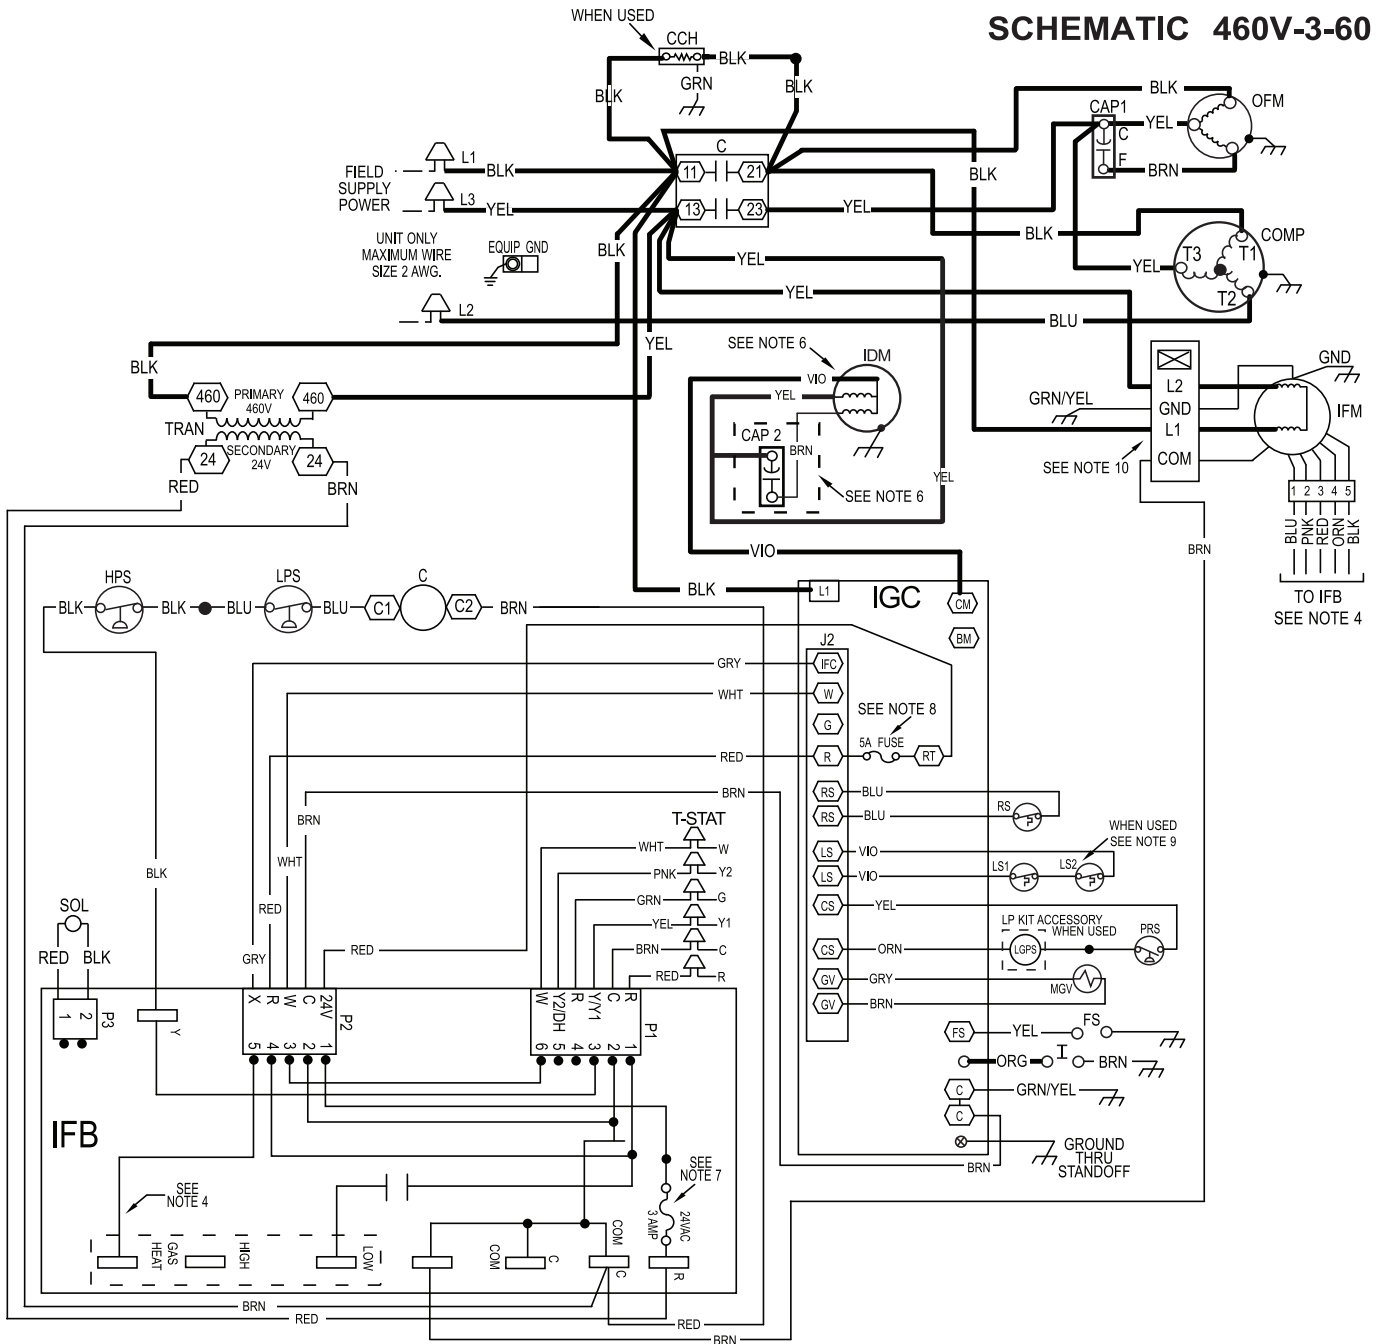 SCHEMATIC 460V-3-60
WHEN USED
CCH
BLK
GRN
BLK
BLK
BLK
OFM
CAP1
YEL
C
F
BRN
C
L1
BLK
11
21
BLK
FIELD
SUPPLY
POWER
L3
YEL
13
23
YEL
BLK
COMP
UNIT ONLY
MAXIMUM WIRE
SIZE 2 AWG.
EQUIP GND
BLK
YEL
YEL
T3
T1
T2
YEL
L2
BLU
BLK
YEL
SEE NOTE 6
IDM
VIO
YEL
GND
L2
460
PRIMARY
460V
460
GRN/YEL
GND
IFM
TRAN
L1
SECONDARY
24V
24
24
CAP 2
BRN
COM
SEE NOTE 10
YEL
RED
BRN
SEE NOTE 6
1 2 3 4 5
BLU
PNK
RED
ORN
BLK
VIO
BRN
HPS
LPS
C
BLK
L1
IGC
CM
TO IFB
SEE NOTE 4
BLK
BLK
BLU
BLU
C1
C2
BRN
BM
J2
GRY
IFC
WHT
W
SEE NOTE 8
G
5A FUSE
RED
R
RT
BRN
RS
BLU
RS
BLU
RS
BRN
T-STAT
WHEN USED
SEE NOTE 9
WHT
W
LS
VIO
LS1
LS2
WHT
BLK
PNK
Y2
LS
VIO
GRN
G
CS
YEL
SOL
RED
YEL
Y1
LP KIT ACCESSORY
WHEN USED
PRS
RED
BLK
GRY
RED
BRN
C
CS
ORN
LGPS
RED
R
GV
GRY
MGV
GV
BRN
1
2
P3
Y
X
R
W
C
24V
P2
5
4
3
2
1
W
Y2/DH
R
Y/Y1
C
R
P1
6
5
4
3
2
1
FS
YEL
FS
ORG
I
BRN
C
GRN/YEL
C
IFB
GROUND
THRU
STANDOFF
BRN
SEE
NOTE 4
SEE
NOTE 7
GAS
HEAT
HIGH
LOW
COM
C
COM
C
3 AMP
24VAC
R
BRN
RED
RED
BRN